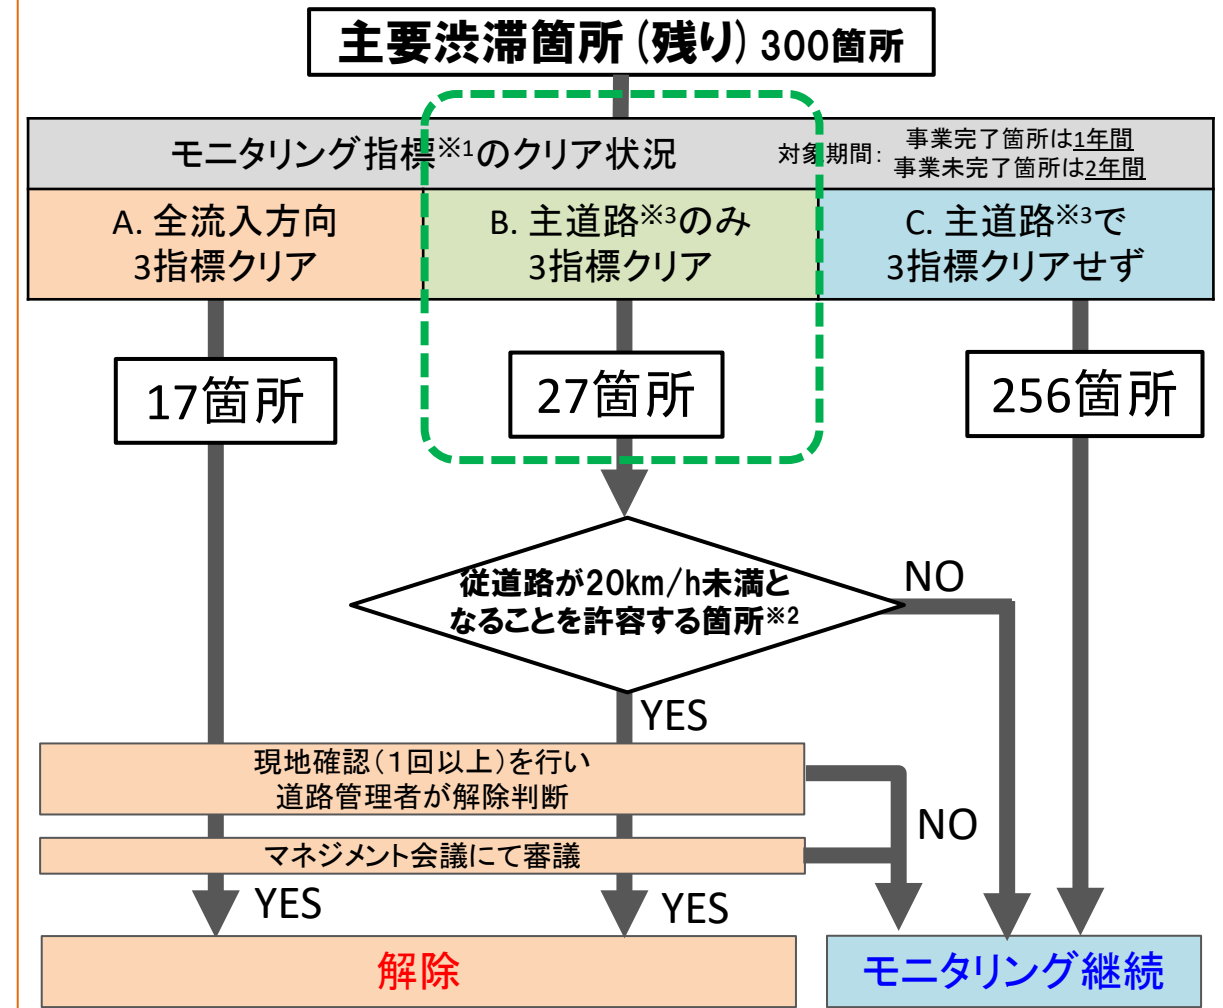 主要渋滞箇所(残り) 300箇所
モニタリング指標※1のクリア状況
対象期間:
事業完了箇所は1年間
事業未完了箇所は2年間
A. 全流入方向
3指標クリア
B. 主道路※3のみ
3指標クリア
C. 主道路※3で
3指標クリアせず
17箇所
27箇所
256箇所
従道路が20km/h未満と
なることを許容する箇所※2
NO
YES
現地確認(1回以上)を行い
道路管理者が解除判断
NO
マネジメント会議にて審議
YES
YES
解除
モニタリング継続